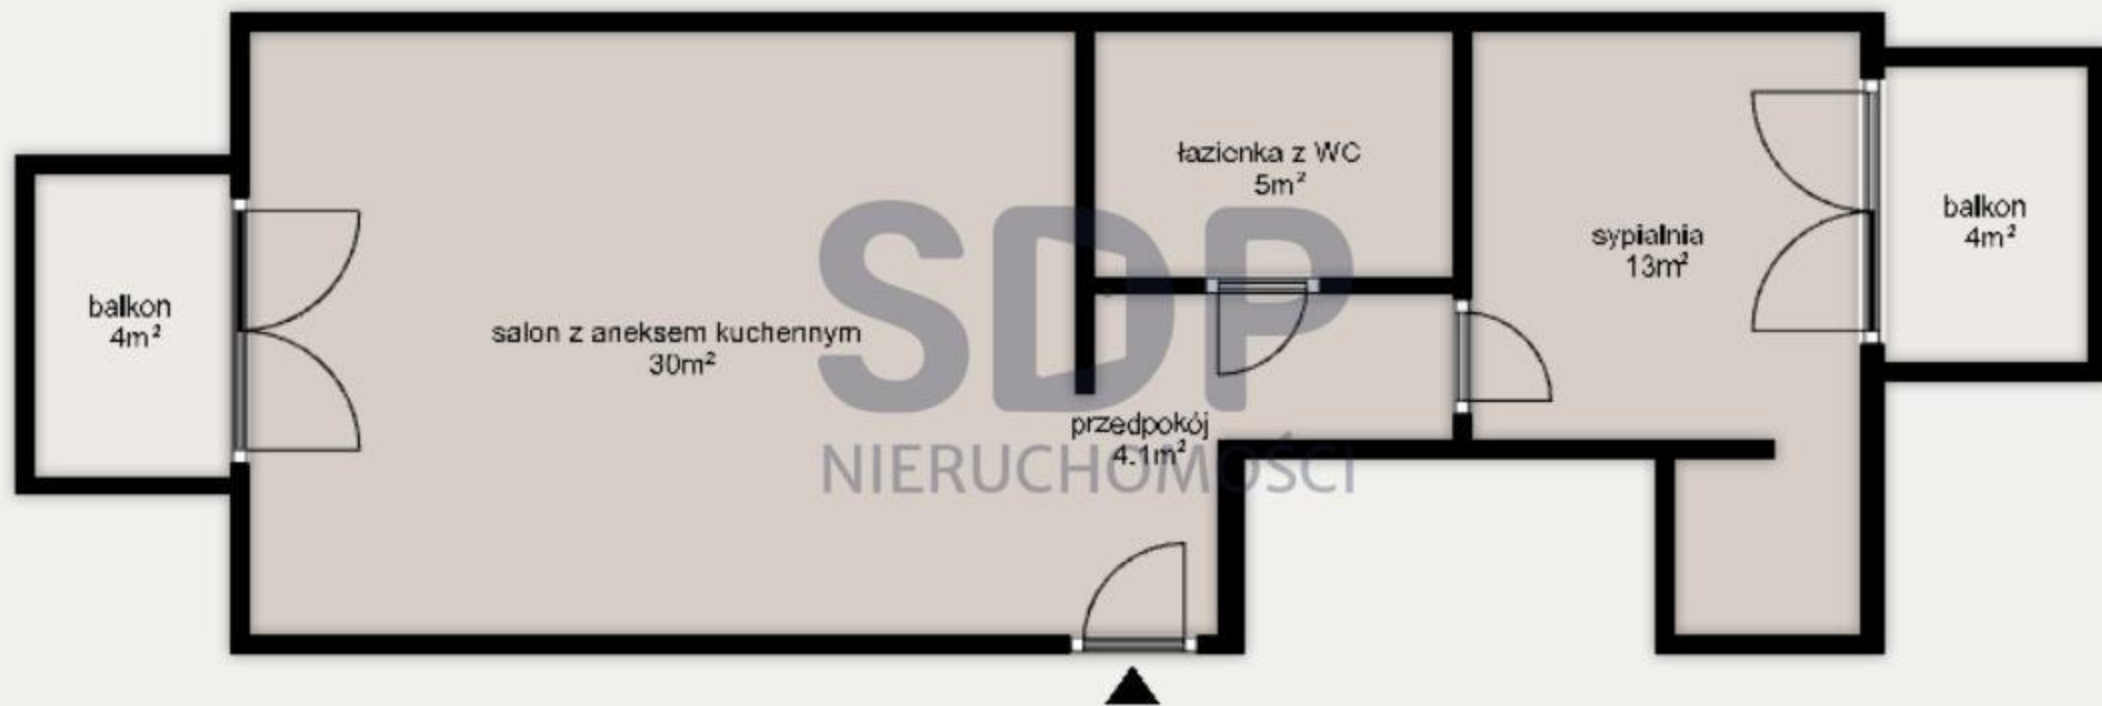 łazienka z WC
5m²
balkon
4m²
sypialnia
13m²
balkon
4m²
salon z aneksem kuchennym
30m²
przedpokój
4.1m²
SDP
NIERUCHOMOŚCI